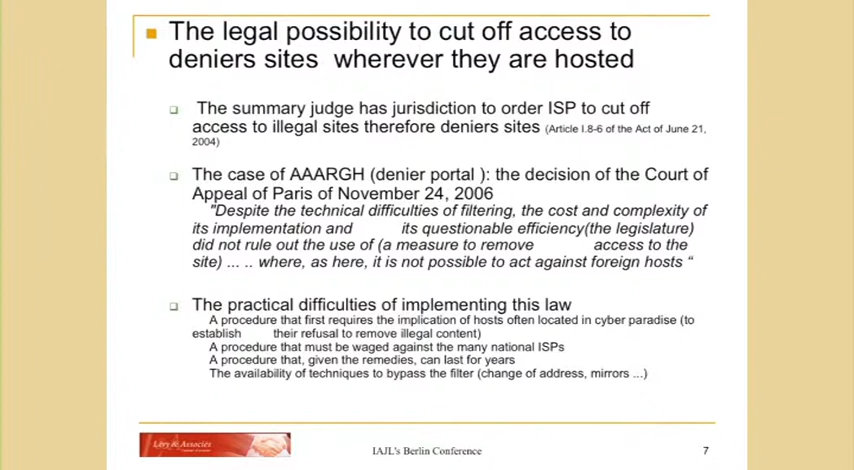 The legal possibility to cut off access to
deniers sites wherever they are hosted
The summary judge has jurisdiction to order ISP to cut off
access to illegal sites therefore deniers sites (Article I.8-6 of the Act of June 21,
2004)
The case of AAARGH (denier portal ): the decision of the Court of
Appeal of Paris of November 24, 2006
"Despite the technical difficulties of filtering, the cost and complexity of
its implementation and its questionable efficiency(the legislature)
did not rule out the use of (a measure to remove access to the
site) ... .. where, as here, it is not possible to act against foreign hosts “
The practical difficulties of implementing this law
A procedure that first requires the implication of hosts often located in cyber paradise (to
establish their refusal to remove illegal content)
A procedure that must be waged against the many national ISPs
A procedure that, given the remedies, can last for years
The availability of techniques to bypass the filter (change of address, mirrors ...)
Lévy & Associés
IAJL's Berlin Conference
7